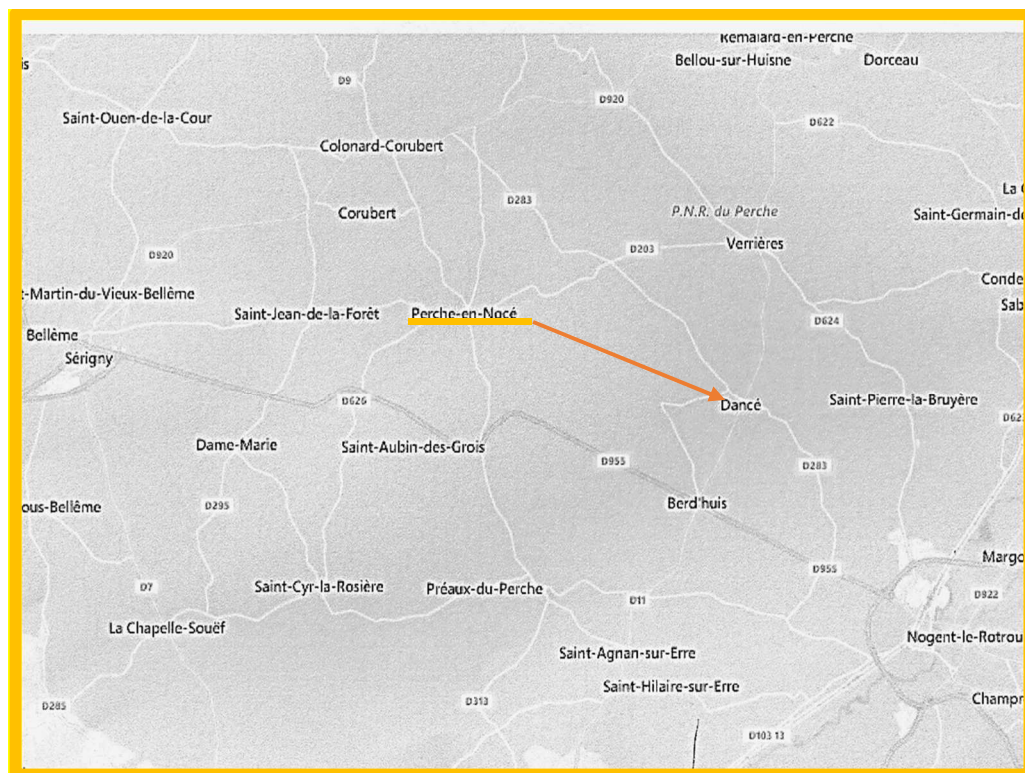 Rémalard-en-Perche
Bellou-sur-Huisne
Dorceau
is
D9
D920
Saint-Ouen-de-la-Cour
D622
Colonard-Corubert
La C
D283
Corubert
P.N.R. du Perche
Saint-Germain-de
Verrières
D203
D920
Conde
t-Martin-du-Vieux-Bellême
Sab
Saint-Jean-de-la-Forêt
Perche-en-Nocé
D624
Bellême
Sérigny
D626
Dancé
Saint-Pierre-la-Bruyère
D62
Dame-Marie
Saint-Aubin-des-Grois
D955
D283
Berd'huis
D295
ous-Bellême
Margo
D955
D7
Saint-Cyr-la-Rosière
Préaux-du-Perche
D922
D11
La Chapelle-Souëf
Nogent-le-Rotrou
Saint-Agnan-sur-Erre
Saint-Hilaire-sur-Erre
Champr
D285
D313
D103 13